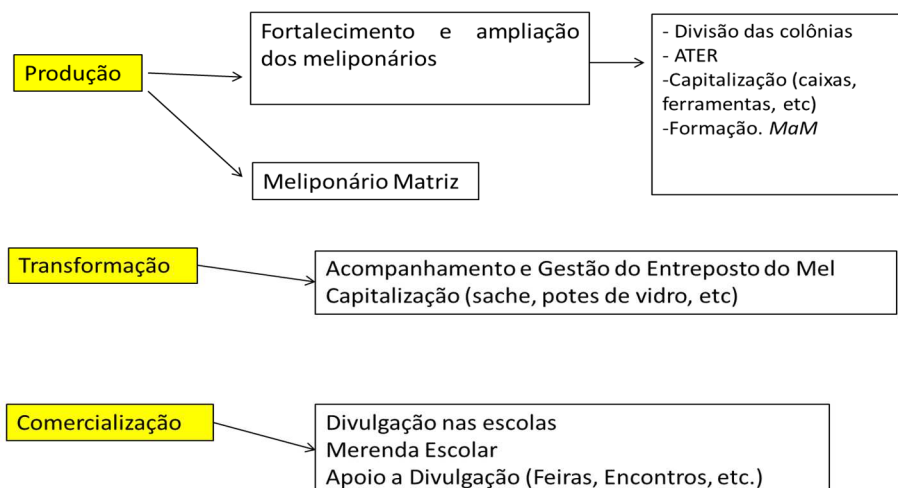 Produção
Fortalecimento e ampliação
dos meliponários
- Divisão das colônias
- ATER
-Capitalização (caixas,
ferramentas, etc)
-Formação. MaM
Meliponário Matriz
Transformação
Acompanhamento e Gestão do Entreposto do Mel
Capitalização (sache, potes de vidro, etc)
Comercialização
Divulgação nas escolas
Merenda Escolar
Apoio a Divulgação (Feiras, Encontros, etc.)